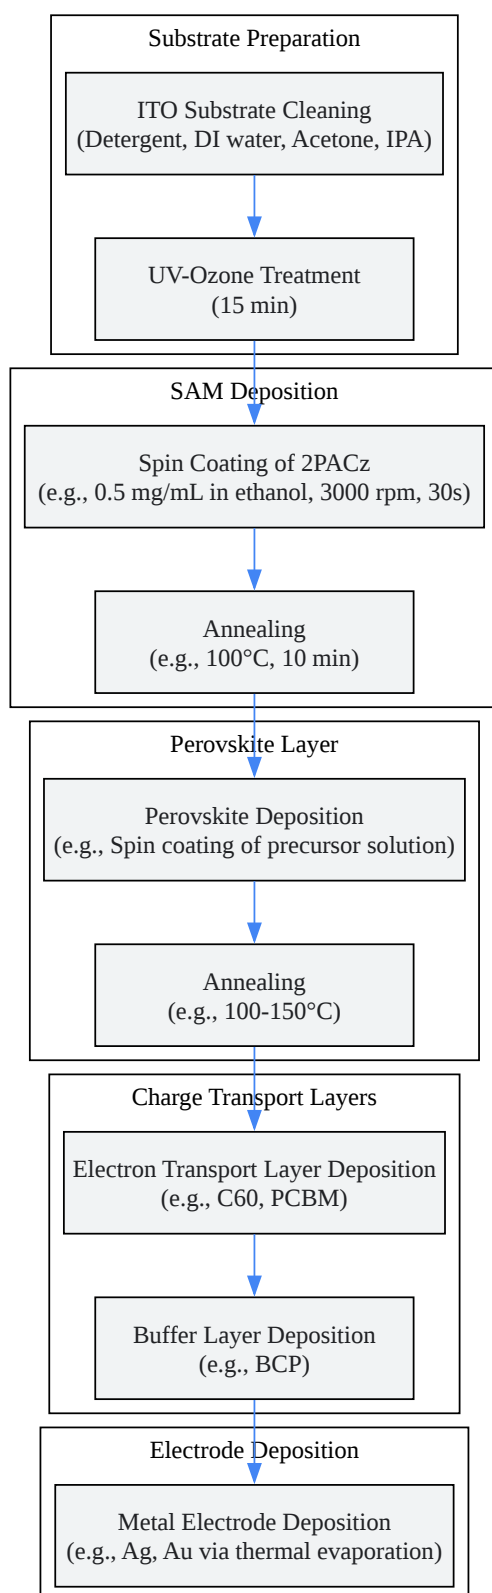 Substrate Preparation
ITO Substrate Cleaning
(Detergent, DI water, Acetone, IPA)
UV-Ozone Treatment
(15 min)
SAM Deposition
Spin Coating of 2PACz
(e.g., 0.5 mg/mL in ethanol, 3000 rpm, 30s)
Annealing
(e.g., 100°C, 10 min)
Perovskite Layer
Perovskite Deposition
(e.g., Spin coating of precursor solution)
Annealing
(e.g., 100-150°C)
Charge Transport Layers
Electron Transport Layer Deposition
(e.g., C60, PCBM)
Buffer Layer Deposition
(e.g., BCP)
Electrode Deposition
Metal Electrode Deposition
(e.g., Ag, Au via thermal evaporation)